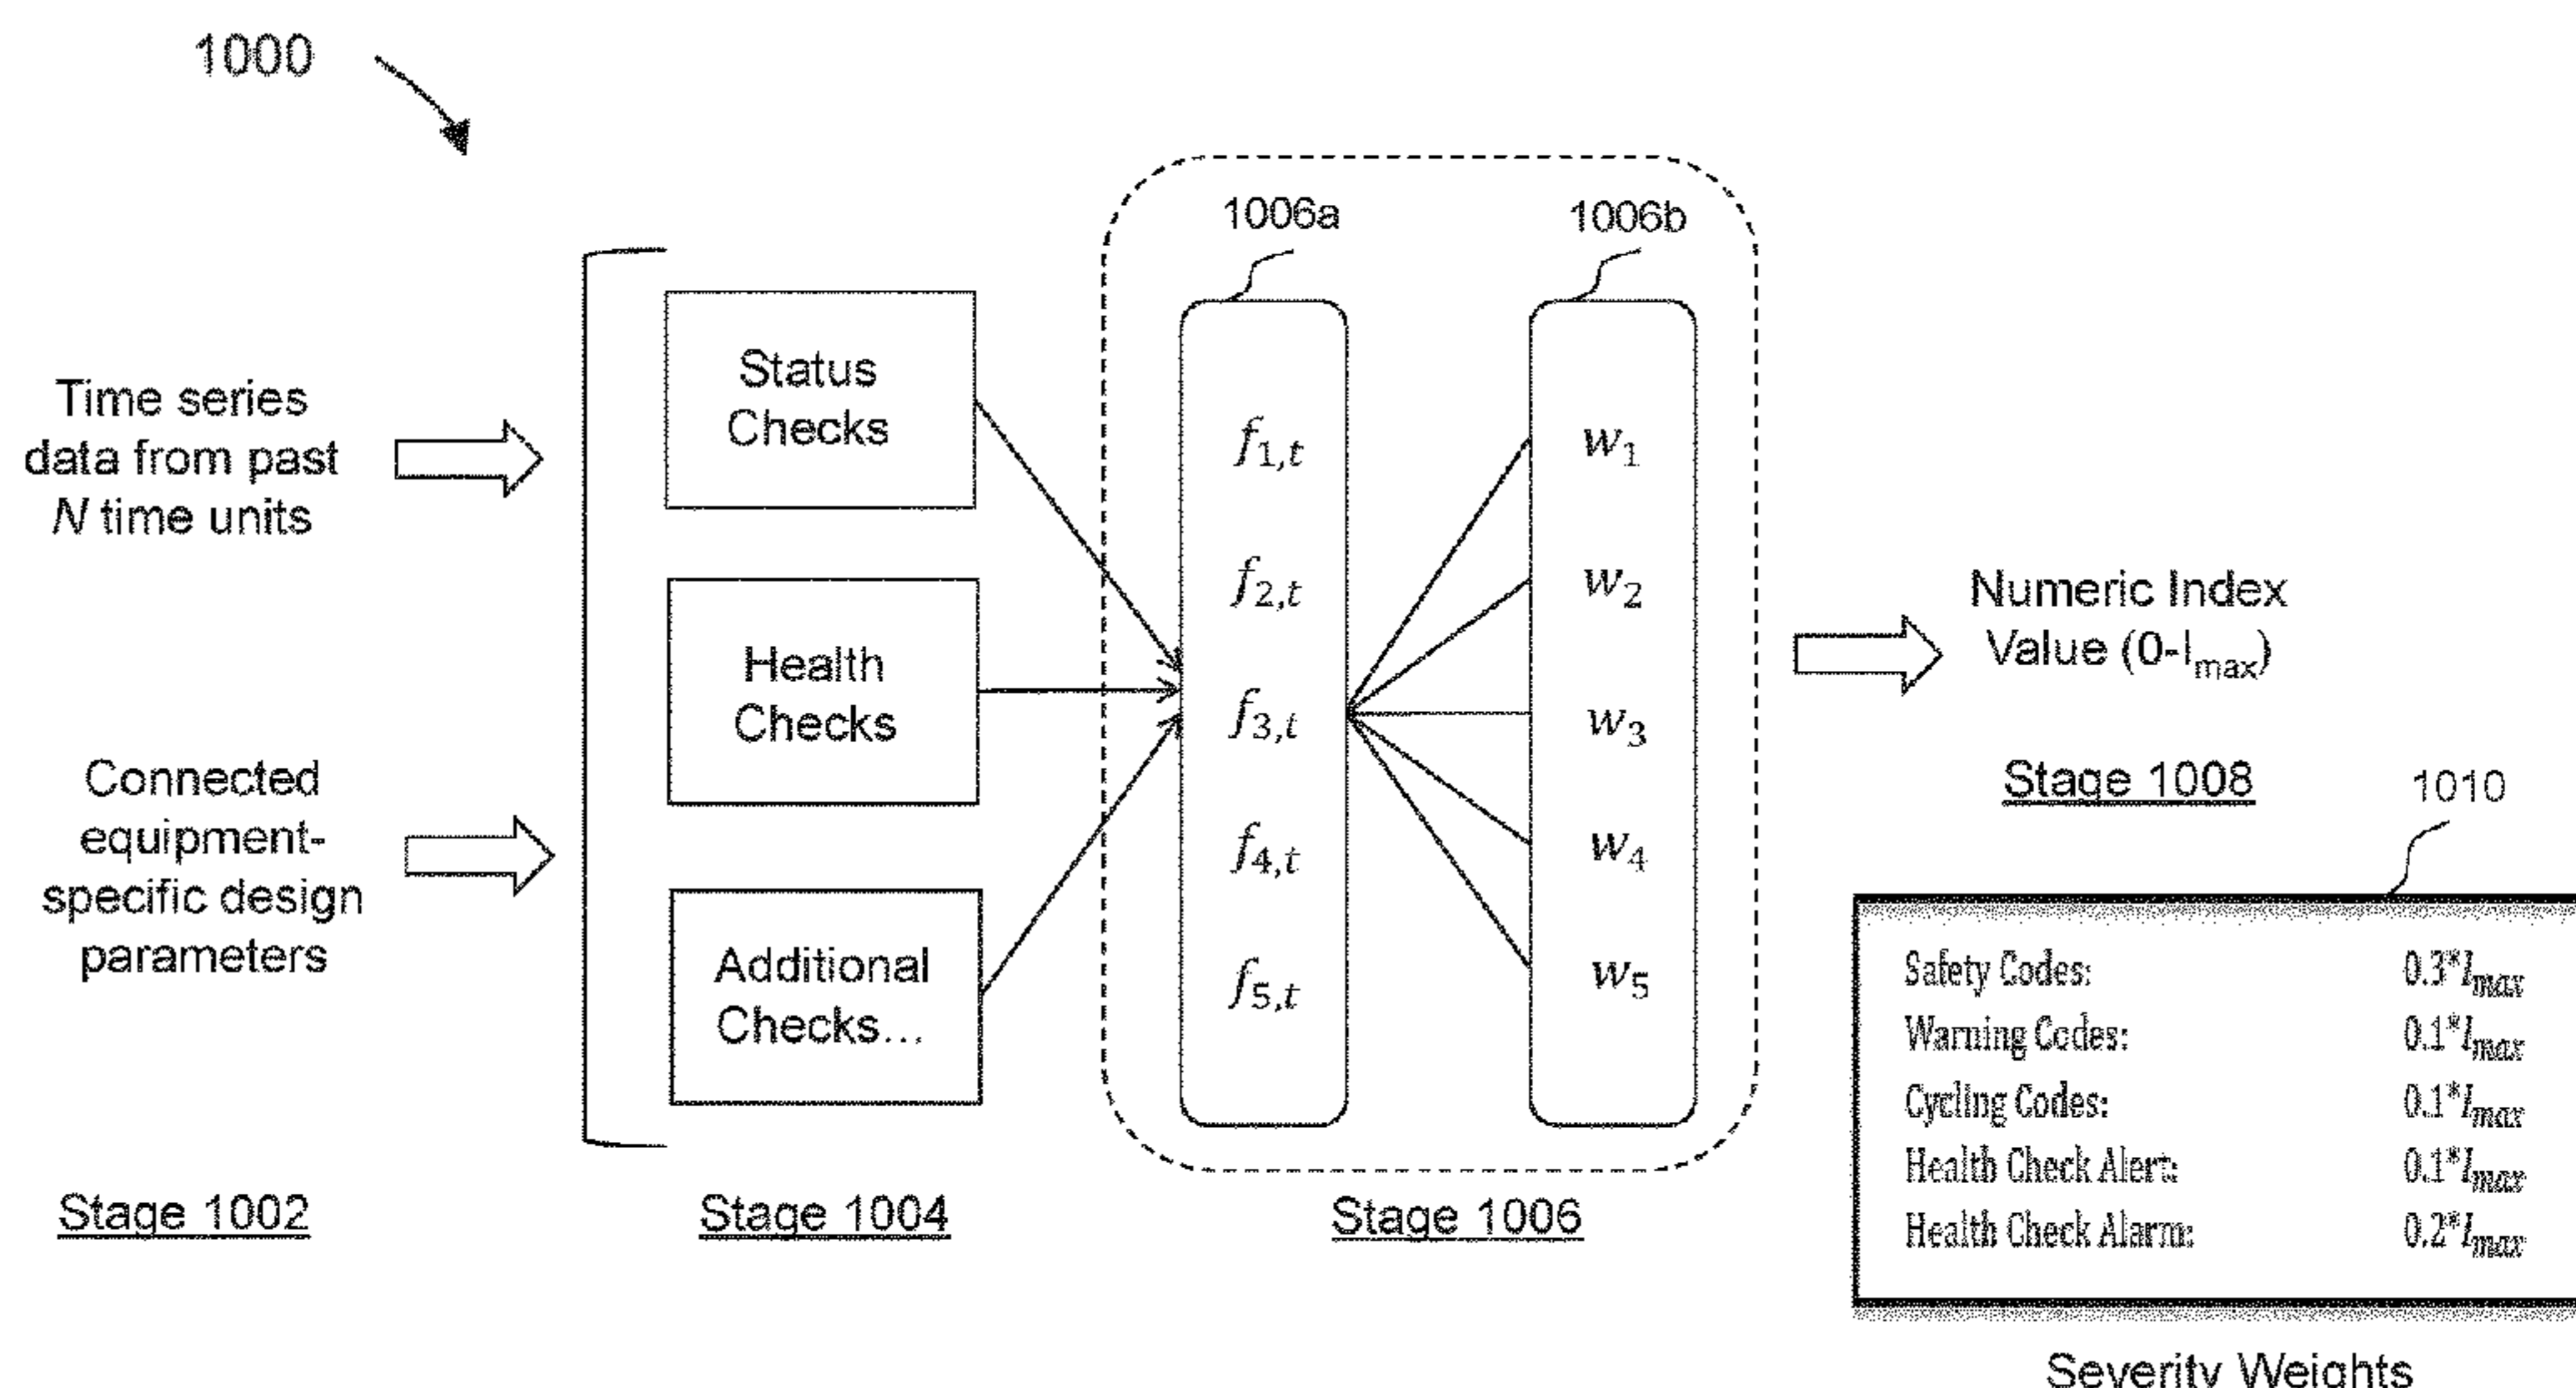 1000
1006a
1006b
Time series
data from past
N time units
Connected
equipment-
specific design
parameters
Stage 1002
Status
Checks
Health
Checks
Additional
Checks...
Stage 1004
f1,t
f2,t
f3,t
f4,t
f5,t
w1
w2
w3
w4
w5
Stage 1006
Numeric Index
Value (0-Imax)
Stage 1008
1010
Safety Codes: 0.3*Imax
Warning Codes: 0.1*Imax
Cycling Codes: 0.1*Imax
Health Check Alert: 0.1*Imax
Health Check Alarm: 0.2*Imax
Severity Weights